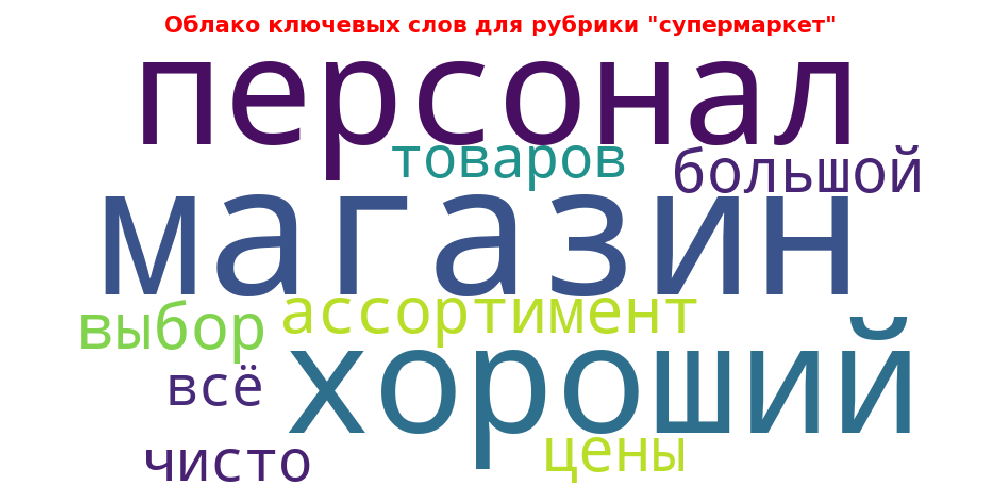 Облако ключевых слов для рубрики "супермаркет"
персонал
товаров
большой
магазин
ассортимент
выбор
хороший
всё
цены
чисто